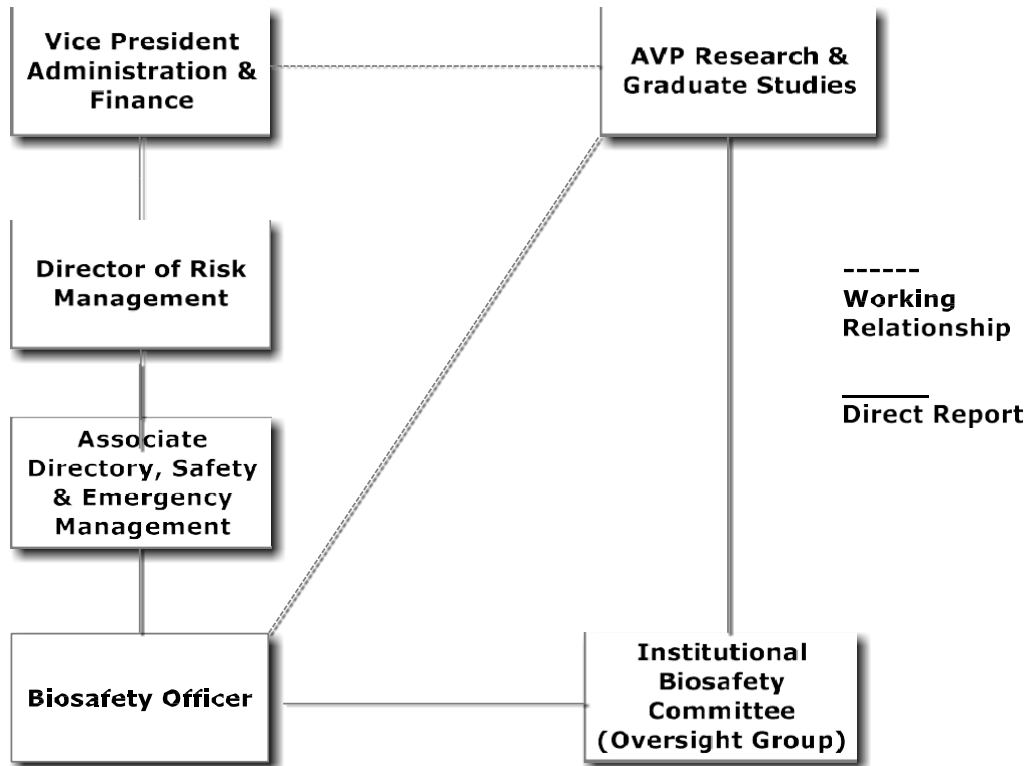 Vice President
Administration &
Finance
AVP Research &
Graduate Studies
Director of Risk
Management
------
Working
Relationship
Direct Report
Associate
Directory, Safety
& Emergency
Management
Biosafety Officer
Institutional
Biosafety
Committee
(Oversight Group)